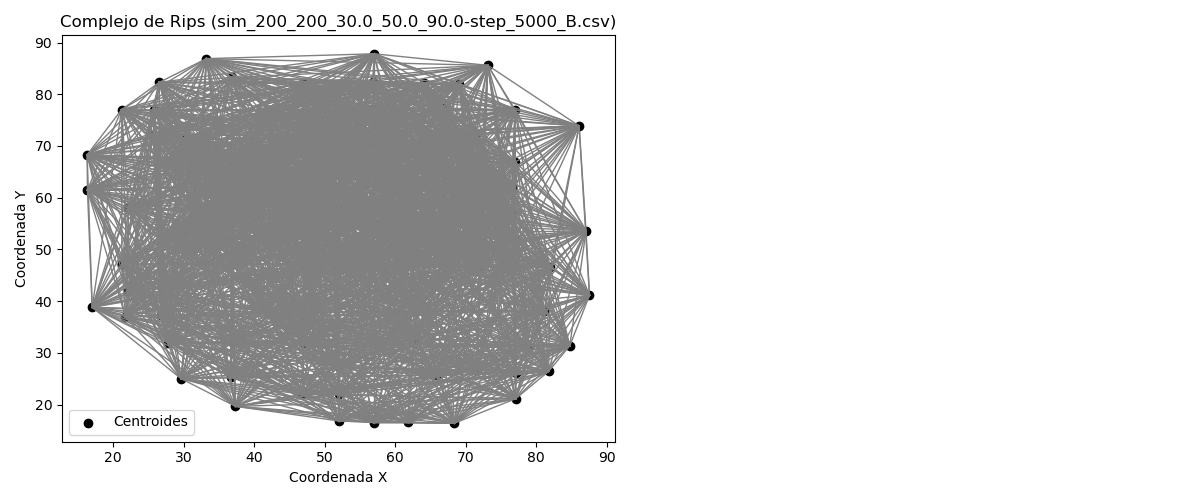 Complejo de Rips (sim_200_200_30.0_50.0_90.0-step_5000_B.csv)
90
80
70
60
50
40
30
20
Coordenada Y
Centroides
20 30 40 50 60 70 80 90
Coordenada X